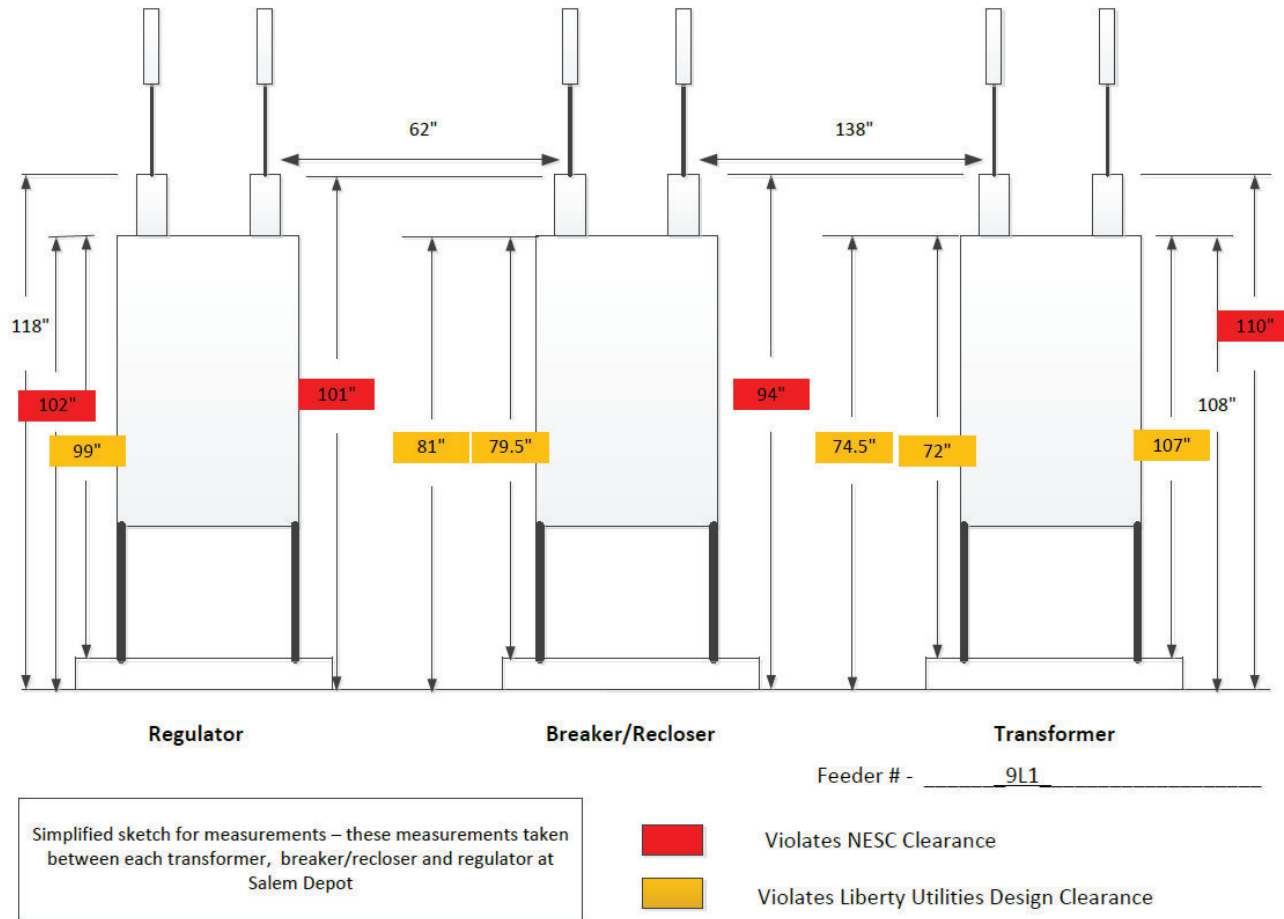 62"
138"
118"
102"
99"
101"
81"
79.5"
94"
74.5"
72"
107"
108"
110"
Regulator
Breaker/Recloser
Transformer
Feeder # - _______9L1_________________
Simplified sketch for measurements – these measurements taken
between each transformer, breaker/recloser and regulator at
Salem Depot
Violates NESC Clearance
Violates Liberty Utilities Design Clearance